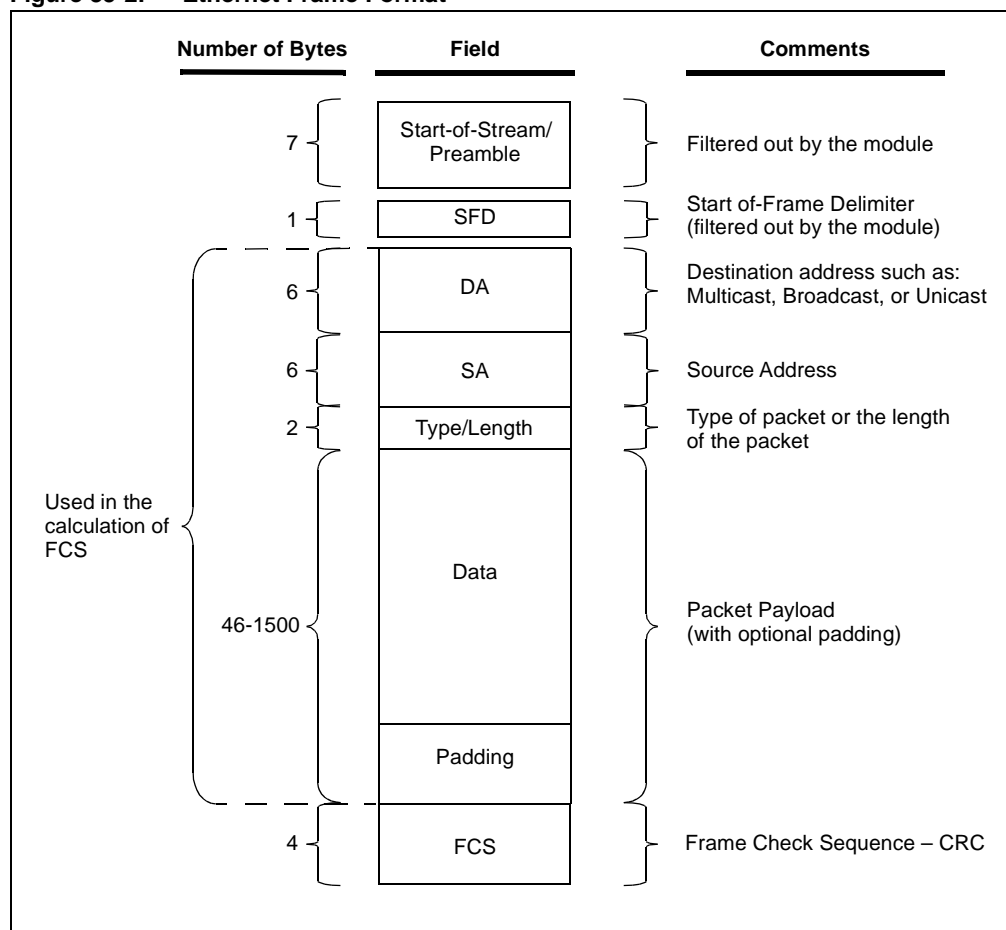 Number of Bytes Field Comments
7
Start-of-Stream/
Preamble
Filtered out by the module
1
SFD
Start of-Frame Delimiter
(filtered out by the module)
6
DA
Destination address such as:
Multicast, Broadcast, or Unicast
6
SA
Source Address
2
Type/Length
Type of packet or the length
of the packet
Used in the
calculation of
FCS
46-1500
Data
Padding
Packet Payload
(with optional padding)
4
FCS
Frame Check Sequence – CRC